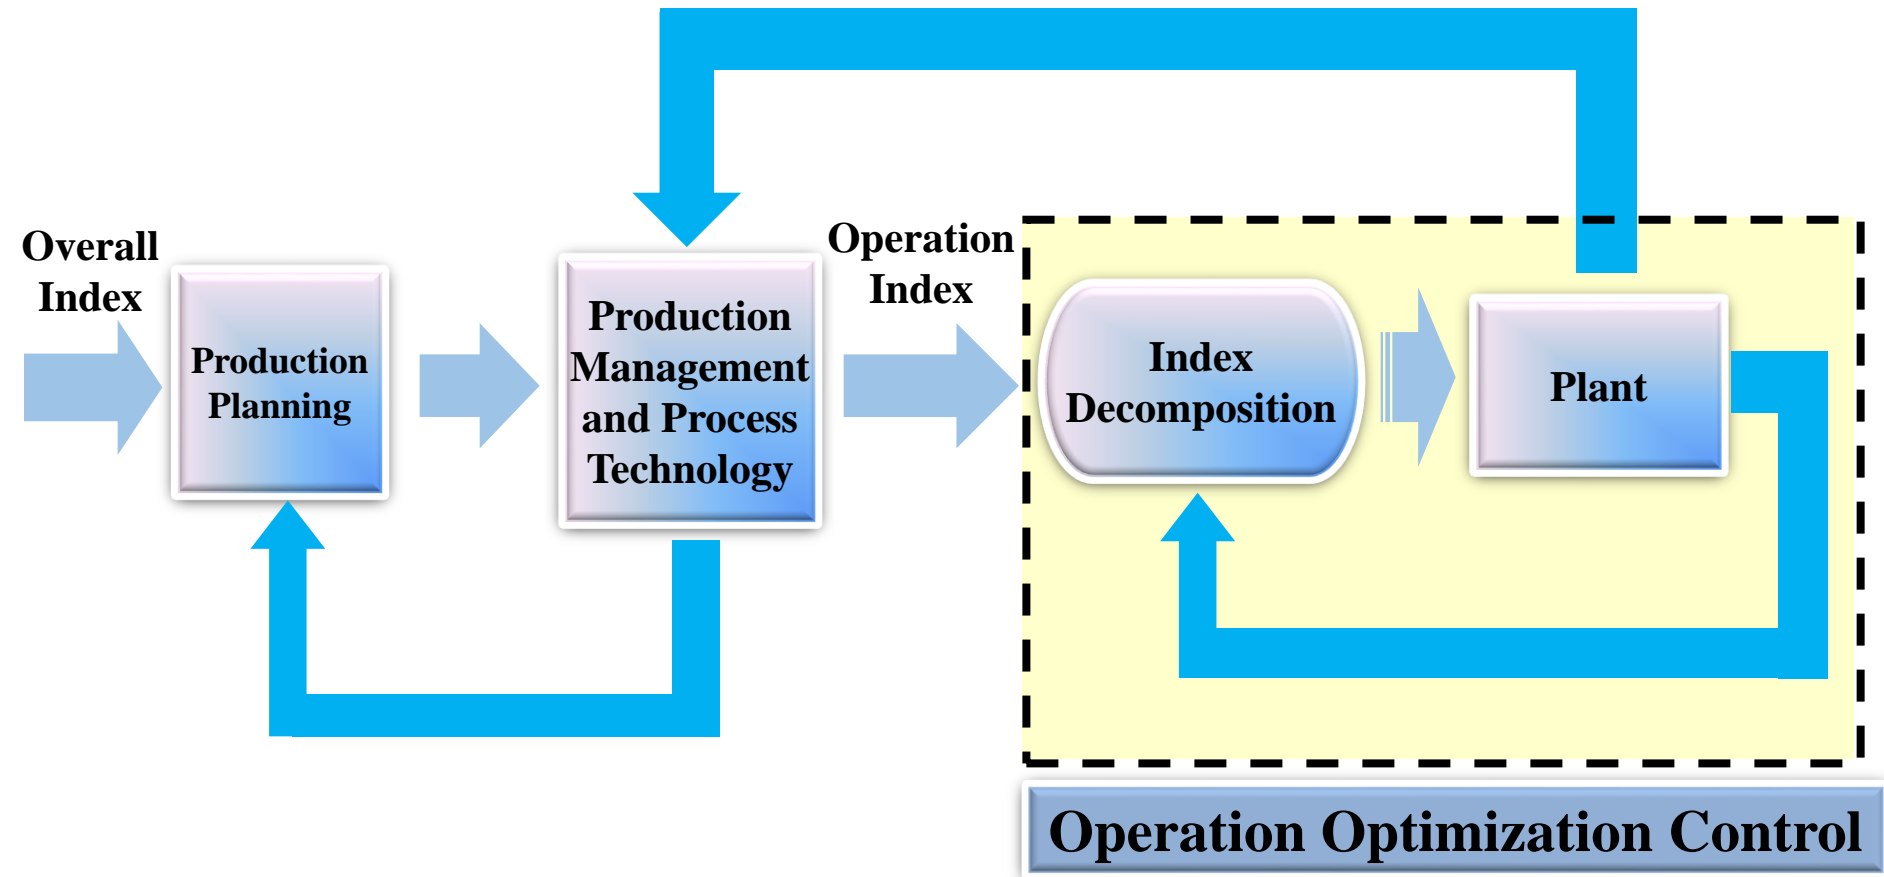 Overall
Index
Production
Planning
Production
Management
and Process
Technology
Operation
Index
Index
Decomposition
Plant
Operation Optimization Control